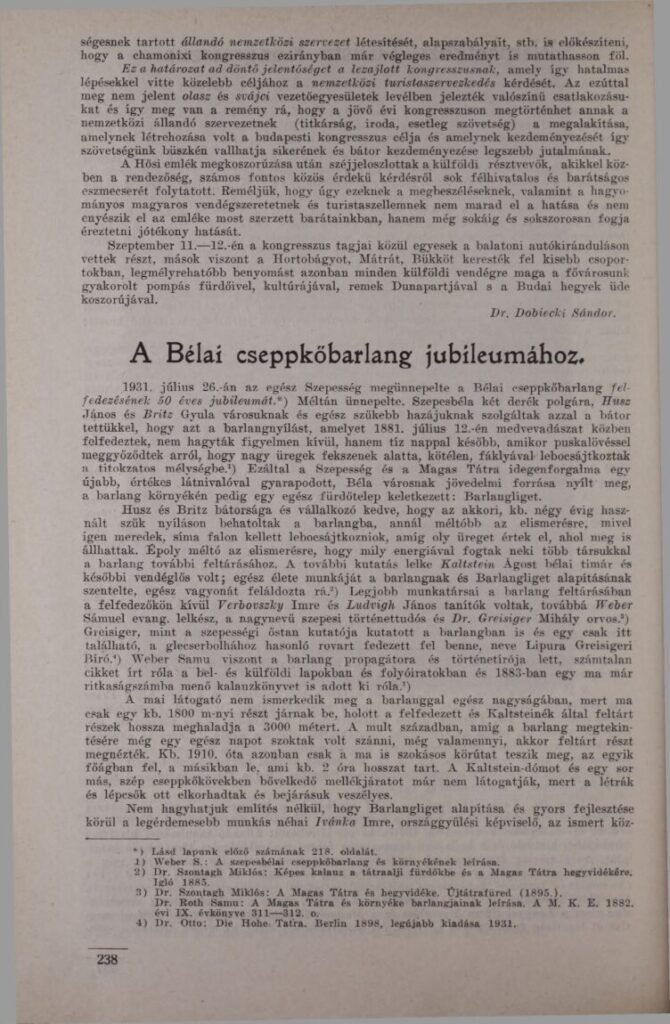 ségesnek tartott állandó nemzetközi szervezet létesítését, alapszabályait, stb. is előkészíteni,
hogy a chamonixi kongresszus ezirányban már végleges eredményt is mutathasson föl.
Ez a határozat ad döntő jelentőséget a lezajlott kongresszusnak, amely így hatalmas
lépésekkel vitte közelebb céljához a nemzetközi turistaszervezkedés kérdését. Az ezúttal
meg nem jelent olasz és svájci vezetőegyesületek levélben jelezték valószínű csatlakozásu-
kat és így meg van a remény rá, hogy a jövő évi kongresszuson megtörténhet annak a
nemzetközi állandó szervezetnek (titkárság, iroda, esetleg szövetség) a megalakítása,
amelynek létrehozása volt a budapesti kongresszus célja és amelynek kezdeményezését így
szövetségünk büszkén vallhatja sikerének és bátor kezdeményezése legszebb jutalmának.
A Hősi emlék megkoszorúzása után széjjeloszlottak a külföldi résztvevők, akikkel köz-
ben a rendezőség, számos fontos közös érdekű kérdésről sok félhivatalos és barátságos
eszmecserét folytatott. Reméljük, hogy úgy ezeknek a megbeszéléseknek, valamint a hagyo-
mányos magyaros vendégszeretetnek és turistaszellemnek nem marad el a hatása és nem
enyészik el az emléke most szerzett barátainkban, hanem még sokáig és sokszorosan fogja
éreztetni jótékony hatását.
Szeptember 11.—12.-én a kongresszus tagjai közül egyesek a balatoni autókiránduláson
vettek részt, mások viszont a Hortobágyot, Mátrát, Bükköt keresték fel kisebb csopor-
tokban, legmélyrehatóbb benyomást azonban minden külföldi vendégre maga a fővárosunk
gyakorolt pompás fürdőivel, kultúrájával, remek Dunapartjával s a Budai hegyek üde
koszorújával.
Dr. Dobiecki Sándor.
A Bélai cseppkőbarlang jubileumához.
1931. július 26.-án az egész Szepesség megünnepelte a Bélai cseppkőbarlang fel-
fedezésének 50 éves jubileumát.*) Méltán ünnepelte. Szepesbéla két derék polgára, Husz
János és Britz Gyula városuknak és egész szűkebb hazájuknak szolgáltak azzal a bátor
tettükkel, hogy azt a barlangnyílást, amelyet 1881. július 12.-én medvevadászat közben
felfedeztek, nem hagyták figyelmen kívül, hanem tíz nappal később, amikor puskalövéssel
meggyőződtek arról, hogy nagy üregek fekszenek alatta, kötélen, fáklyával lebocsájtkoztak
a titokzatos mélységbe.¹) Ezáltal a Szepesség és a Magas Tátra idegenforgalma egy
újabb, értékes látnivalóval gyarapodott, Béla városnak jövedelmi forrása nyílt meg,
a barlang környékén pedig egy egész fürdőtelep keletkezett: Barlangliget.
Husz és Britz bátorsága és vállalkozó kedve, hogy az akkori, kb. négy évig hasz-
nált szűk nyíláson behatoltak a barlangba, annál méltóbb az elismerésre, mivel
igen meredek, sima falon kellett lebocsájtkozniok, amíg oly üreget értek el, ahol meg is
állhattak. Époly méltó az elismerésre, hogy mily energiával fogtak neki több társukkal
a barlang további feltárásához. A további kutatás lelke Kaltstein Ágost bélai timár és
későbbi vendéglős volt; egész élete munkáját a barlangnak és Barlangliget alapításának
szentelte, egész vagyonát feláldozta rá.²) Legjobb munkatársai a barlang feltárásában
a felfedezőkön kívül Verbovszky Imre és Ludvigh János tanítók voltak, továbbá Weber
Sámuel evang. lelkész, a nagynevű szepesi történettudós és Dr. Greisiger Mihály orvos.³)
Greisiger, mint a szepességi őstan kutatója kutatott a barlangban is és egy csak itt
található, a glecserbolhához hasonló rovart fedezett fel benne, neve Lipura Greisigeri
Biró.⁴) Weber Samu viszont a barlang propagátora és történetirója lett, számtalan
cikket írt róla a bel- és külföldi lapokban és folyóiratokban és 1883-ban egy ma már
ritkaságszámba menő kalauzkönyvet is adott ki róla.¹)
A mai látogató nem ismerkedik meg a barlanggal egész nagyságában, mert ma
csak egy kb. 1800 m-nyi részt járnak be, holott a felfedezett és Kaltsteinék által feltárt
részek hossza meghaladja a 3000 métert. A mult században, amíg a barlang megtekin-
tésére még egy egész napot szoktak volt szánni, még valamennyi, akkor feltárt részt
megnézték. Kb. 1910. óta azonban csak a ma is szokásos körútat teszik meg, az egyik
főágban fel, a másikban le, ami kb. 2 óra hosszat tart. A Kaltstein-dómot és egy sor
más, szép cseppkőkövekben bővelkedő mellékjáratot már nem látogatják, mert a létrák
és lépcsők ott elkorhadtak és bejárásuk veszélyes.
Nem hagyhatjuk említés nélkül, hogy Barlangliget alapítása és gyors fejlesztése
körül a legérdemesebb munkás néhai Ivánka Imre, országgyülési képviselő, az ismert köz-
*) Lásd lapunk előző számának 218. oldalát.
1) Weber S.: A szepesbélai cseppkőbarlang és környékének leírása.
2) Dr. Szontagh Miklós: Képes kalauz a tátraalji fürdőkbe és a Magas Tátra hegyvidékére.
Igló 1885.
3) Dr. Szontagh Miklós: A Magas Tátra és hegyvidéke. Újtátrafüred (1895.).
Dr. Roth Samu: A Magas Tátra és környéke barlangjainak leírása. A M. K. E. 1882.
évi IX. évkönyve 311—312. o.
4) Dr. Otto: Die Hohe Tatra. Berlin 1898, legújabb kiadása 1931.
238